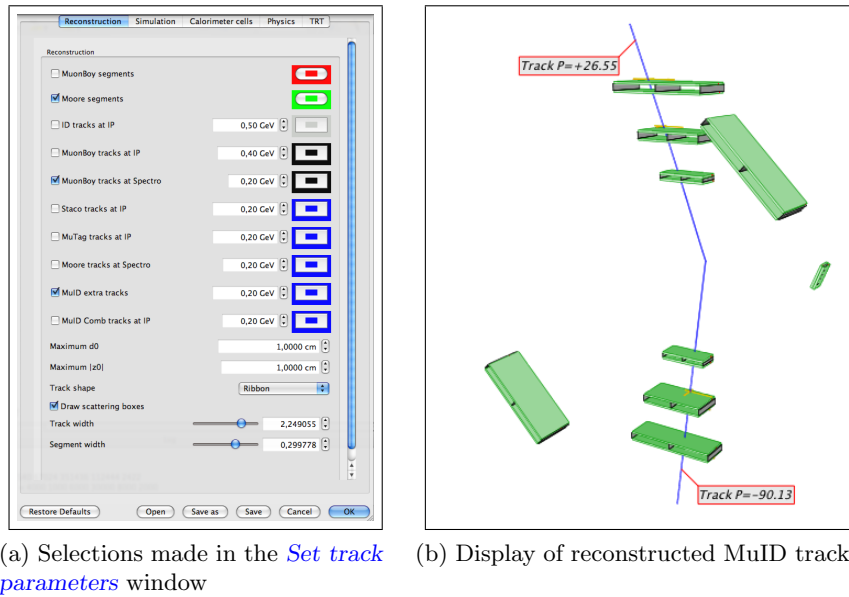 Reconstruction Simulation Calorimeter cells Physics TRT
Reconstruction
MuonBoy segments
Moore segments
ID tracks at IP 0,50 GeV
MuonBoy tracks at IP 0,40 GeV
MuonBoy tracks at Spectro 0,20 GeV
Staco tracks at IP 0,20 GeV
MuTag tracks at IP 0,20 GeV
Moore tracks at Spectro 0,20 GeV
MuID extra tracks 0,20 GeV
MuID Comb tracks at IP 0,20 GeV
Maximum d0 1,0000 cm
Maximum |z0| 1,0000 cm
Track shape Ribbon
Draw scattering boxes
Track width 2,249055
Segment width 0,299778
Restore Defaults Open Save as Save Cancel OK
(a) Selections made in the Set track
parameters window
Track P=+26.55
Track P=-90.13
(b) Display of reconstructed MuID track